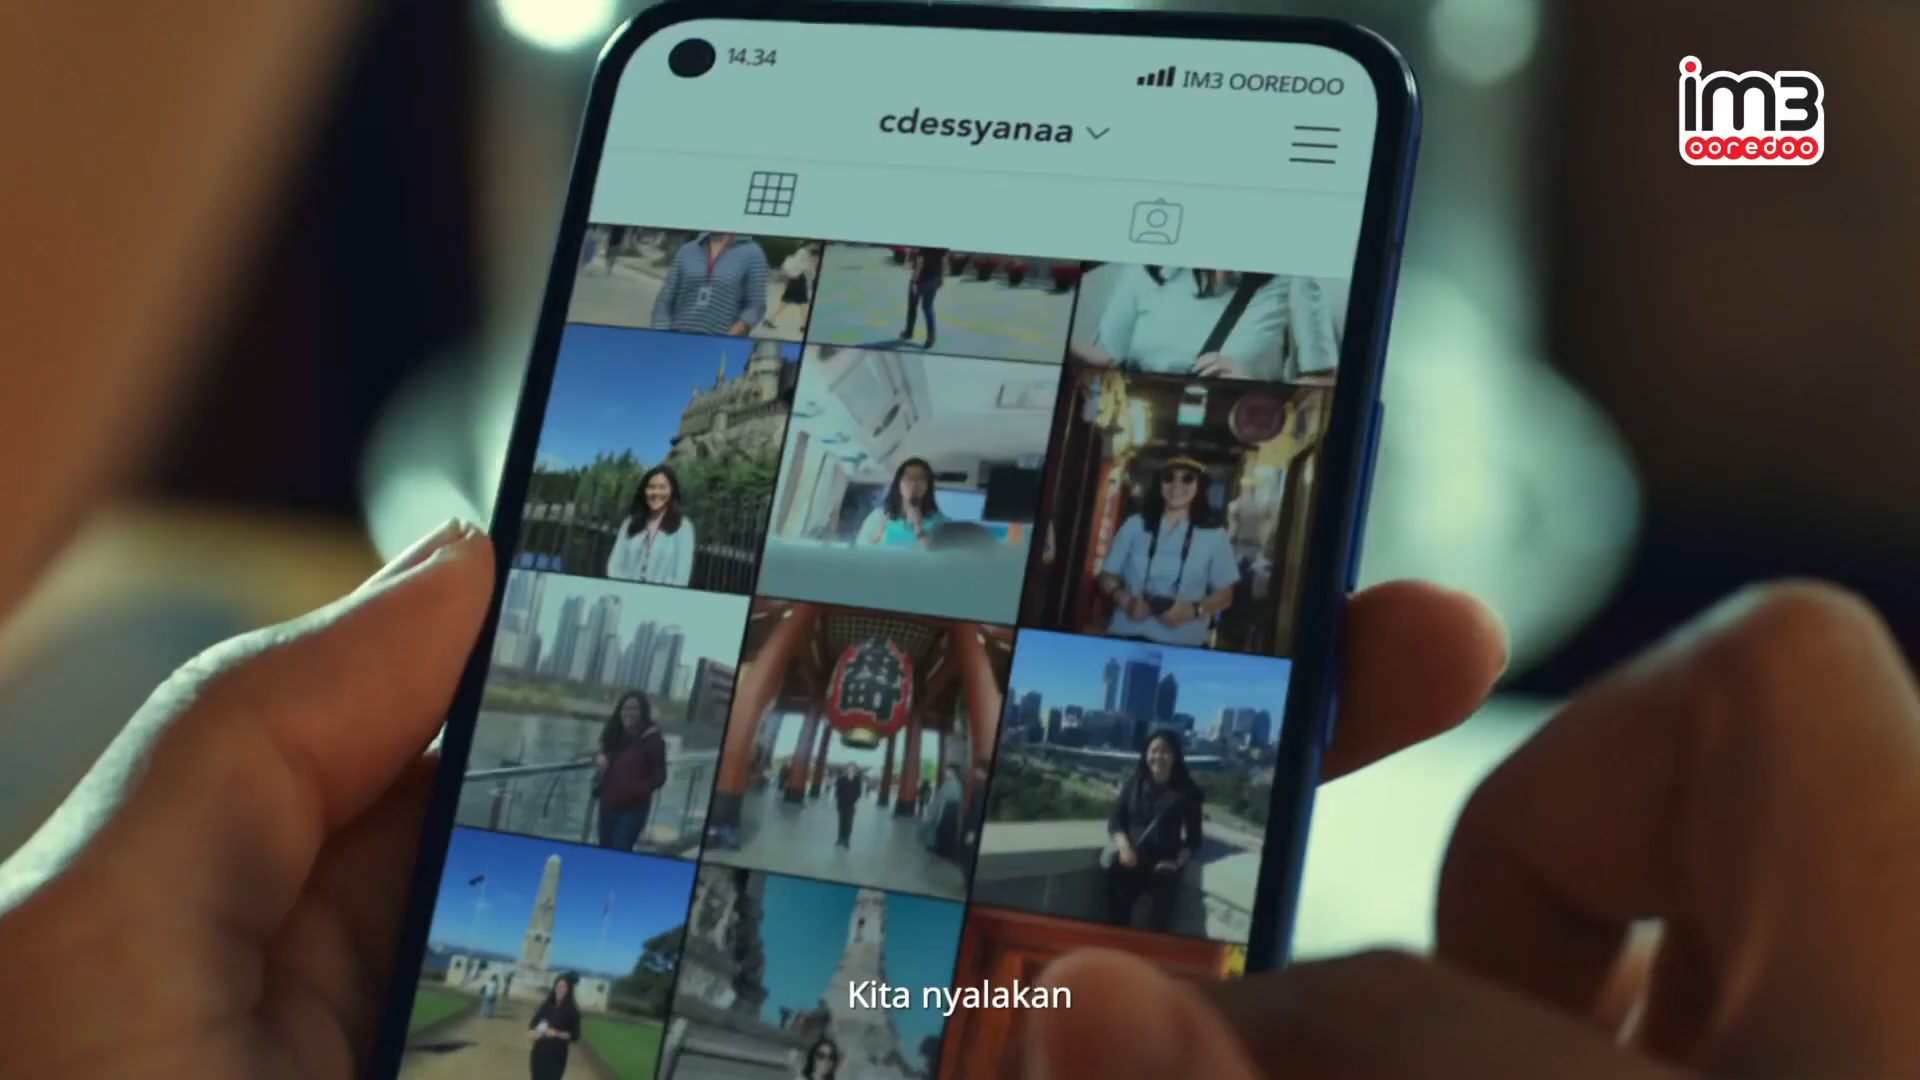 14.34
IM3 OOREDOO
cdessyanaa
im3
ooredoo
Kita nyalakan